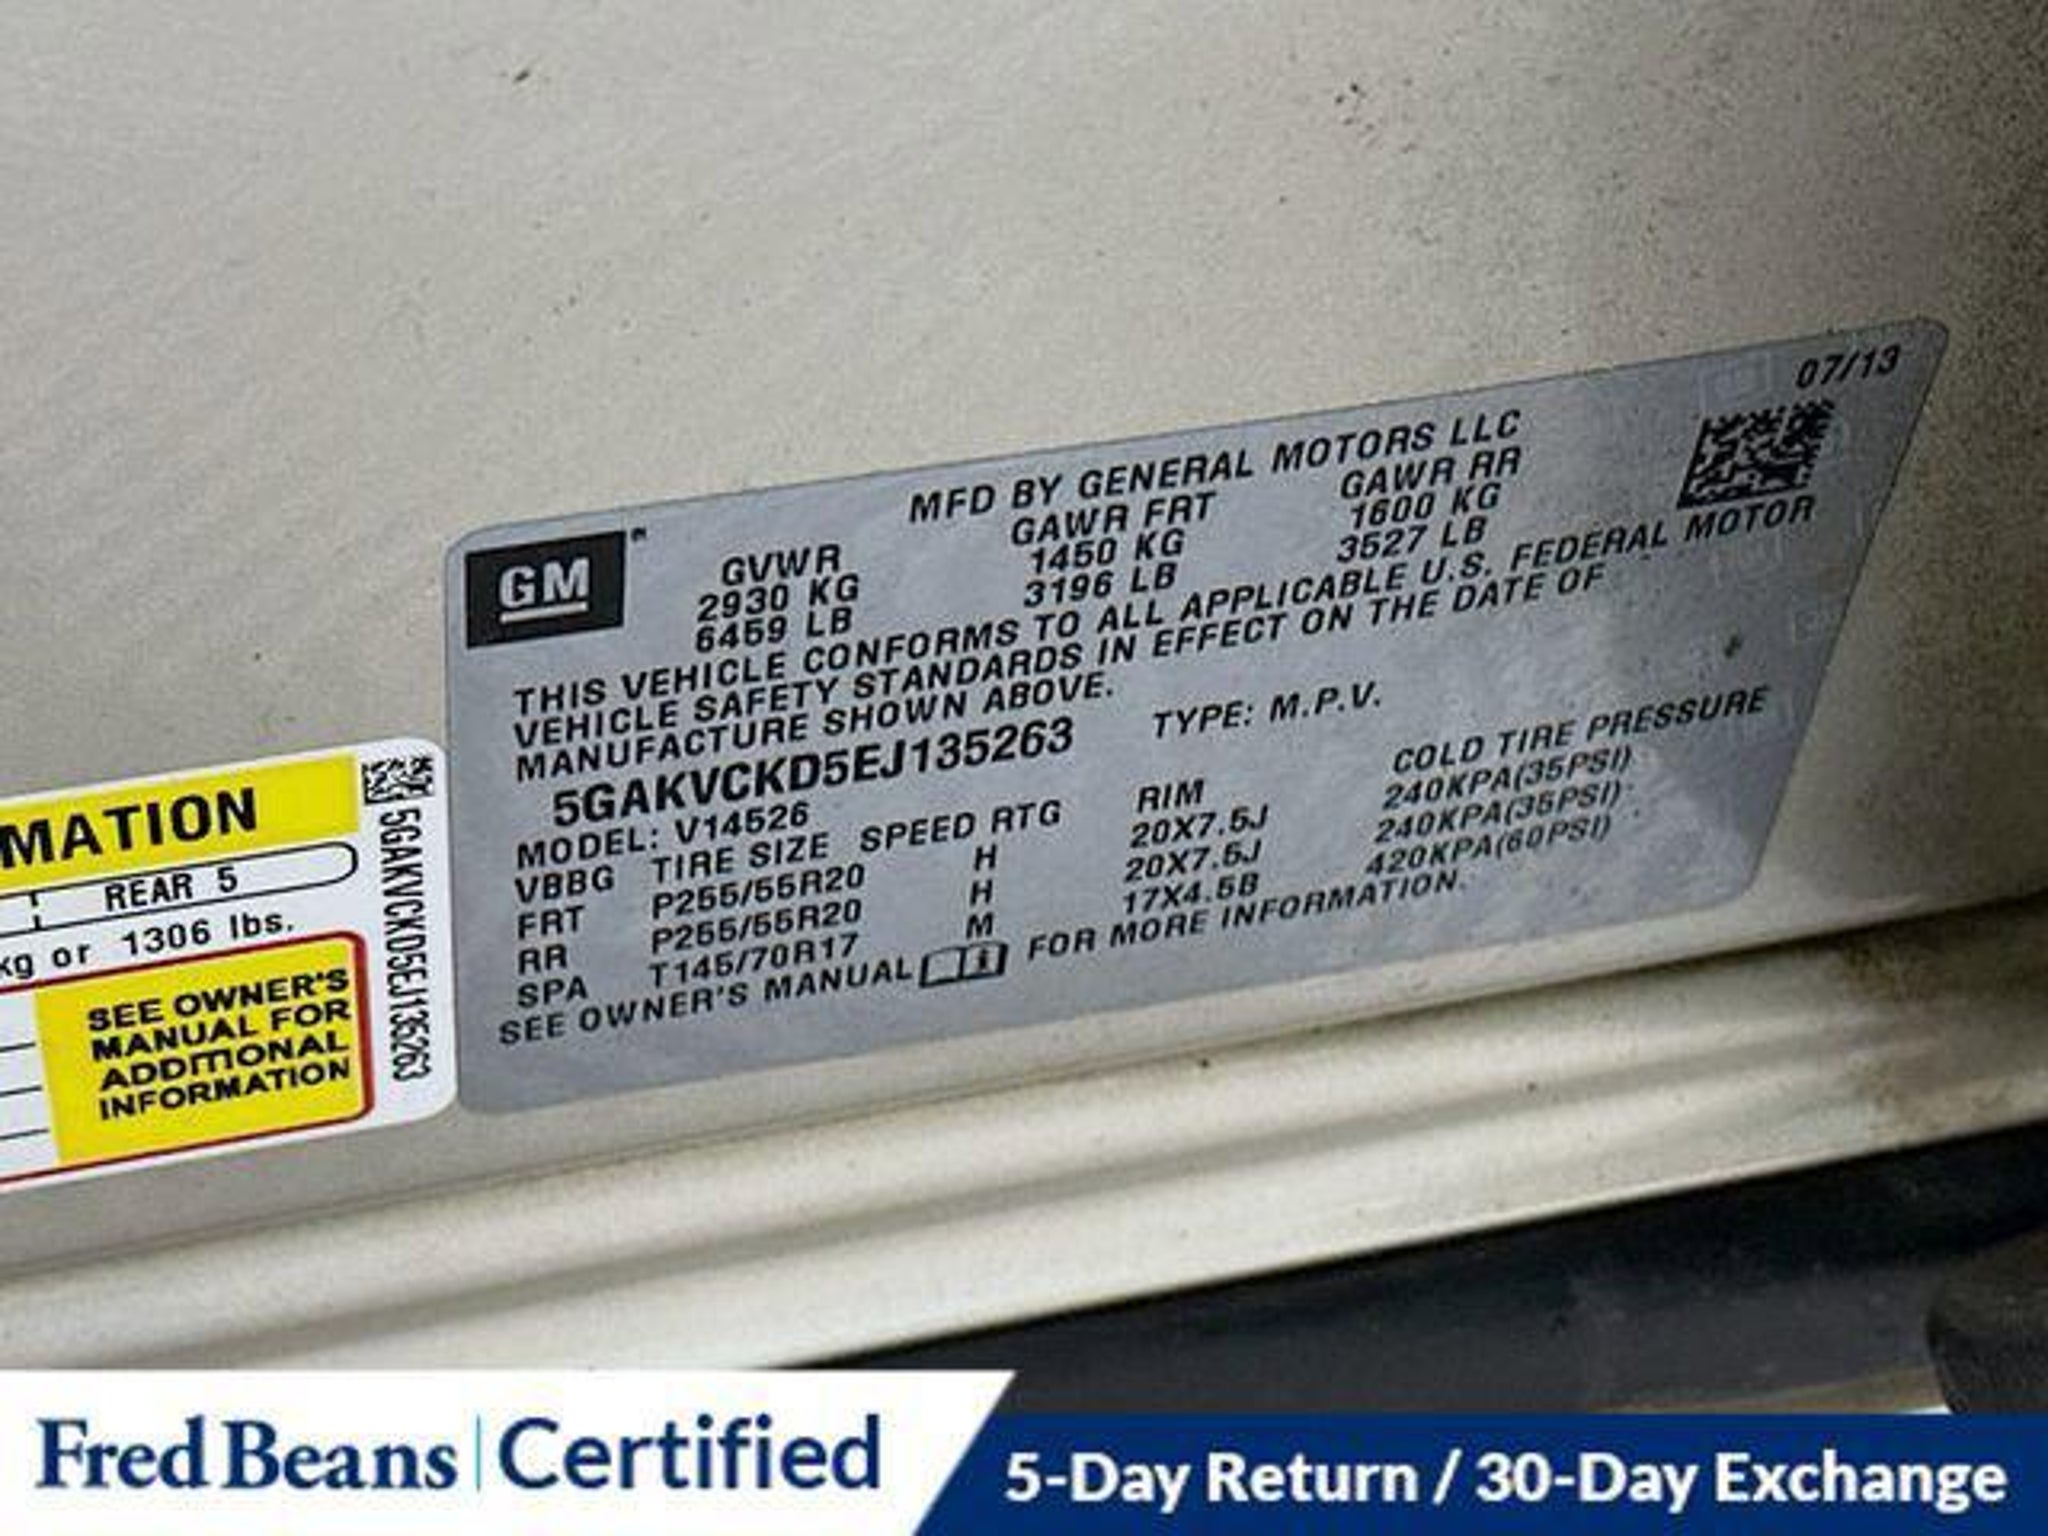 07/13
MFD BY GENERAL MOTORS LLC
GM
GVWR GAWR FRT GAWR RR
2930 KG 1450 KG 1600 KG
6459 LB 3196 LB 3527 LB
THIS VEHICLE CONFORMS TO ALL APPLICABLE U.S. FEDERAL MOTOR
VEHICLE SAFETY STANDARDS IN EFFECT ON THE DATE OF
MANUFACTURE SHOWN ABOVE.
5GAKVCKD5EJ135263 TYPE: M.P.V.
MODEL: V14526
VBBG TIRE SIZE SPEED RTG RIM COLD TIRE PRESSURE
FRT P255/55R20 H 20X7.5J 240KPA(35PSI)
RR P255/55R20 H 20X7.5J 240KPA(35PSI)
SPA T145/70R17 M 17X4.5B 420KPA(60PSI)
SEE OWNER'S MANUAL FOR MORE INFORMATION.
MATION
REAR 5
kg or 1306 lbs.
SEE OWNER'S
MANUAL FOR
ADDITIONAL
INFORMATION
5GAKVCKD5EJ135263
Fred Beans Certified
5-Day Return / 30-Day Exchange